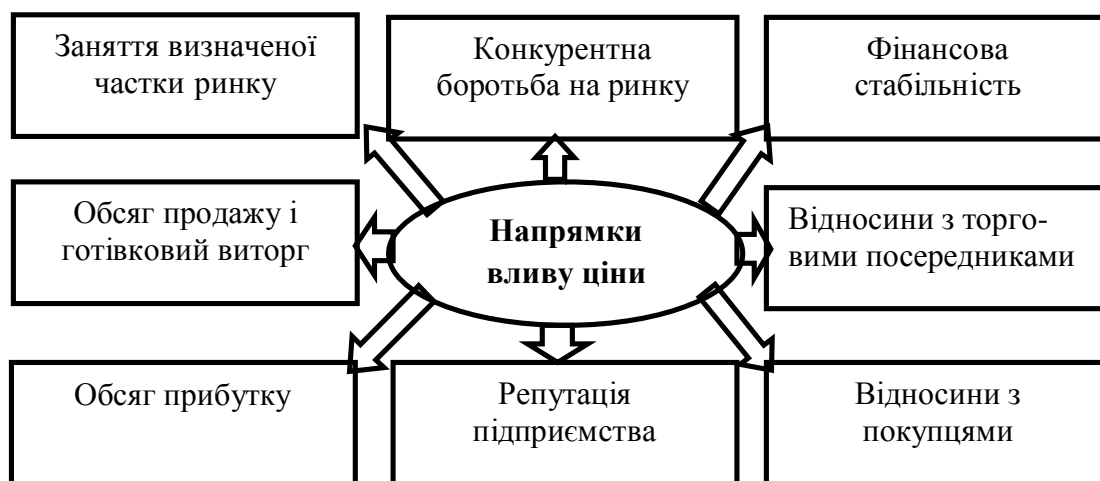 Заняття визначеної
частки ринку
Конкурентна
боротьба на ринку
Фінансова
стабільність
Обсяг продажу і
готівковий виторг
Напрямки
вливу ціни
Відносини з торго-
вими посередниками
Обсяг прибутку
Репутація
підприємства
Відносини з
покупцями